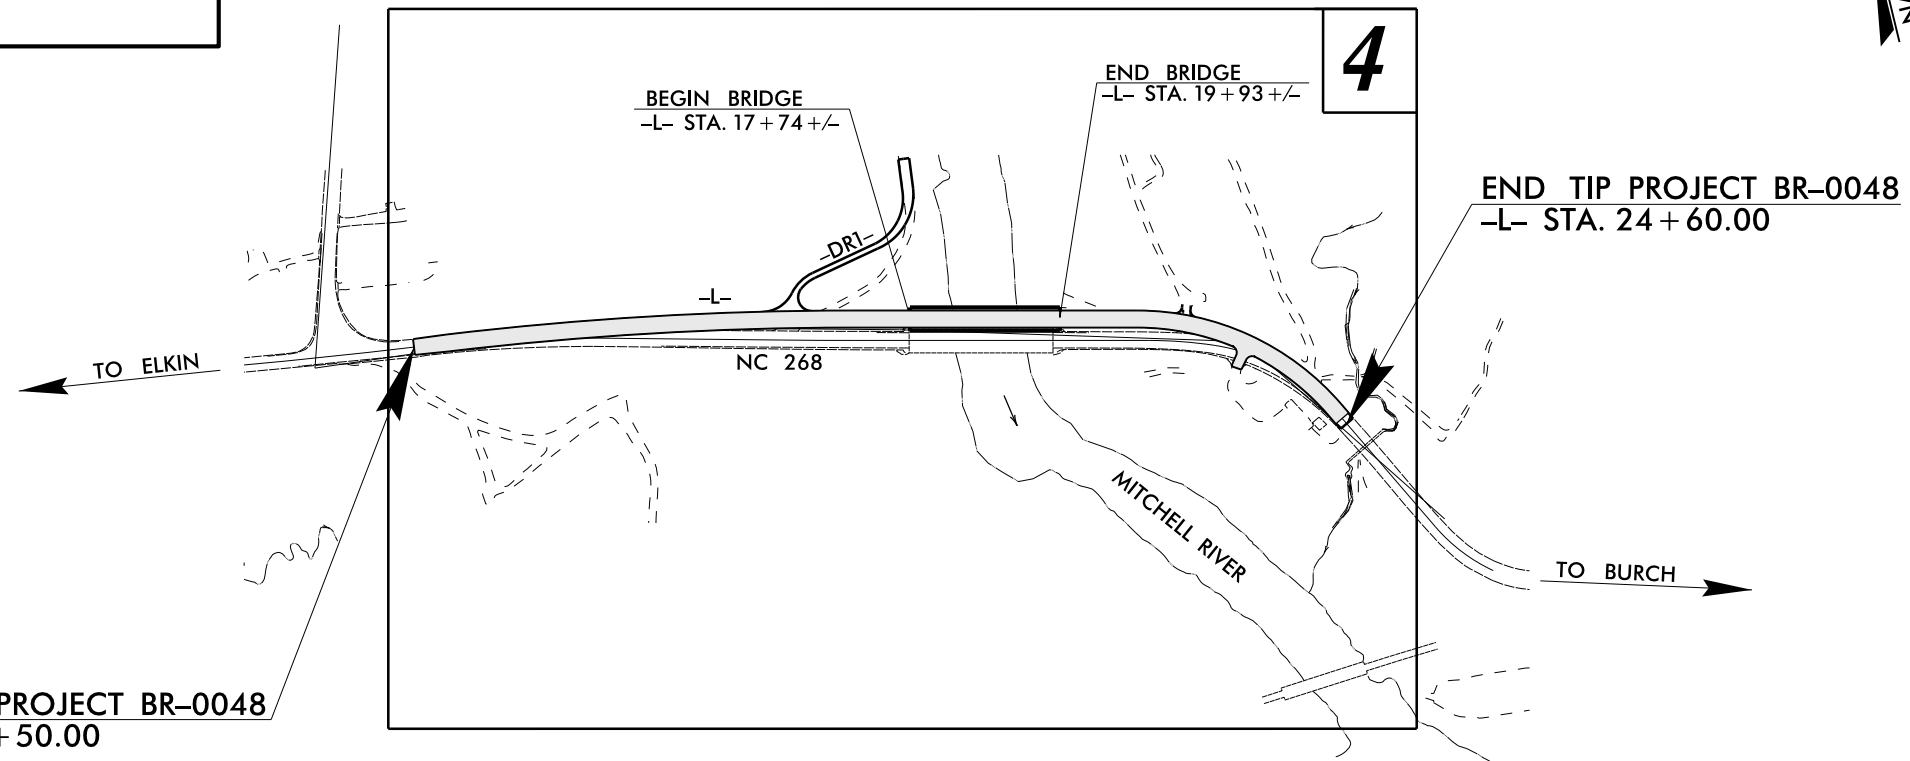 4
END BRIDGE
-L- STA. 19+93 +/-
BEGIN BRIDGE
-L- STA. 17+74 +/-
END TIP PROJECT BR-0048
-L- STA. 24+60.00
-DR1-
-L-
TO ELKIN
NC 268
MITCHELL RIVER
TO BURCH
PROJECT BR-0048
+50.00